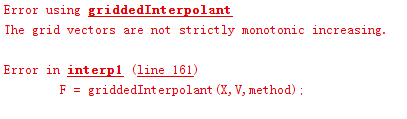 Error using griddedInterpolant
The grid vectors are not strictly monotonic increasing.
Error in interp1 (line 161)
F = griddedInterpolant(X,V,method);